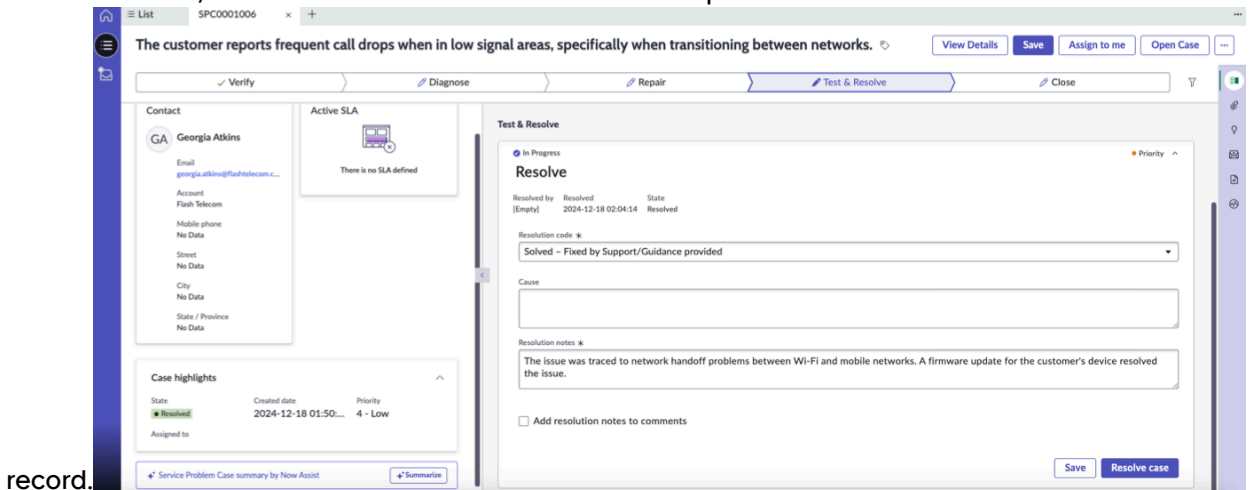 List
SPC0001006
The customer reports frequent call drops when in low signal areas, specifically when transitioning between networks.
View Details
Save
Assign to me
Open Case
Verify
Diagnose
Repair
Test & Resolve
Close
Contact
GA
Georgia Atkins
Email
georgia.atkins@flashtelecom.c...
Account
Flash Telecom
Mobile phone
No Data
Street
No Data
City
No Data
State / Province
No Data
Active SLA
There is no SLA defined
Case highlights
State
Created date
Priority
Resolved
2024-12-18 01:50:...
4 - Low
Assigned to
Service Problem Case summary by Now Assist
Summarize
Test & Resolve
In Progress
Priority
Resolve
Resolved by
Resolved
State
[Empty]
2024-12-18 02:04:14
Resolved
Resolution code *
Solved – Fixed by Support/Guidance provided
Cause
Resolution notes *
The issue was traced to network handoff problems between Wi-Fi and mobile networks. A firmware update for the customer's device resolved
the issue.
Add resolution notes to comments
Save
Resolve case
record.